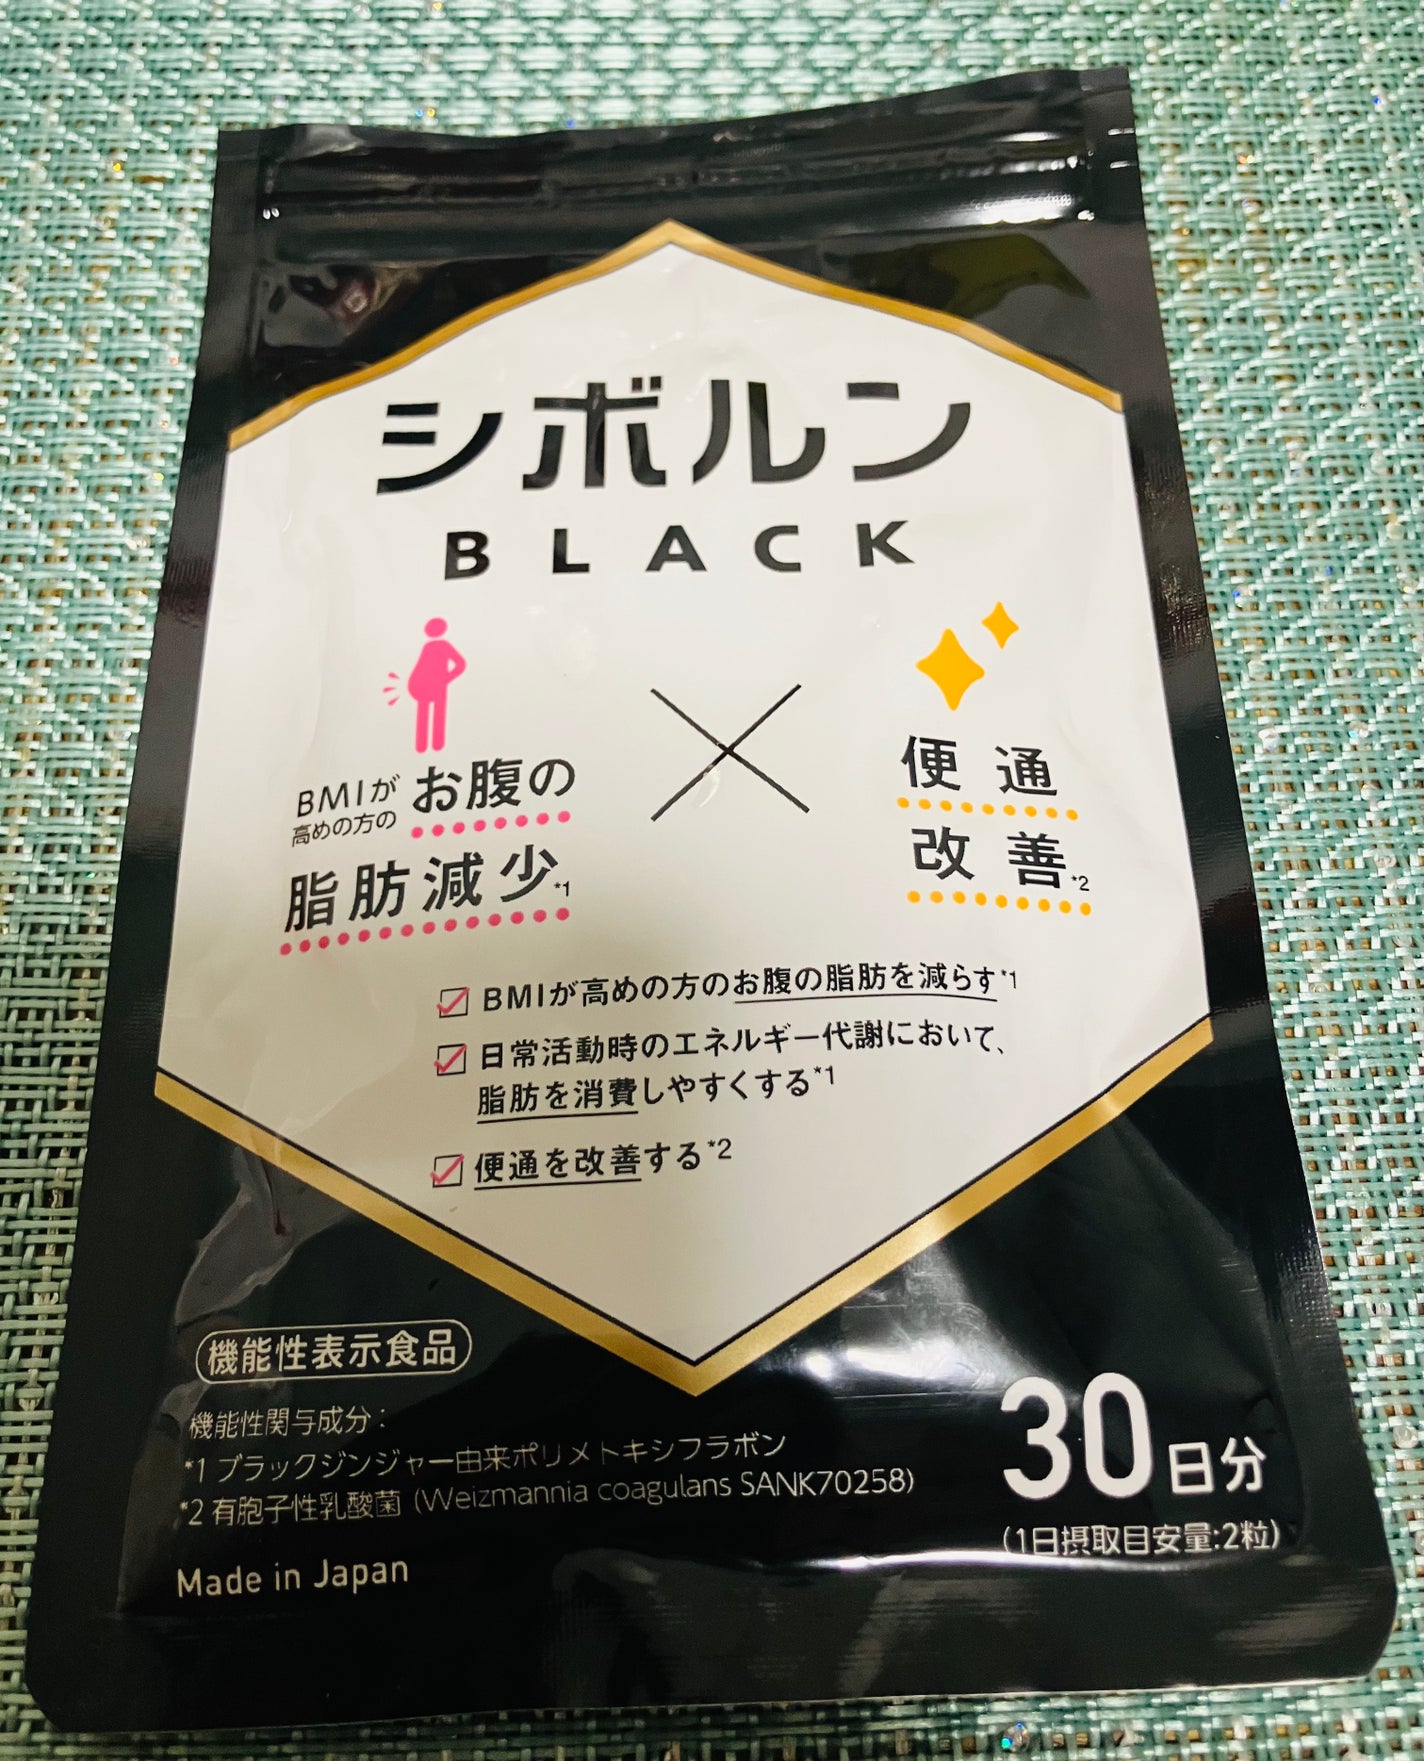 シボルン
BLACK
BMIが
高めの方の
お腹の
脂肪減少*1
便通
改善*2
BMIが高めの方のお腹の脂肪を減らす*1
日常活動時のエネルギー代謝において、
脂肪を消費しやすくする*1
便通を改善する*2
機能性表示食品
機能性関与成分：
*1 ブラックジンジャー由来ポリメトキシフラボン
*2 有胞子性乳酸菌（Weizmannia coagulans SANK70258）
Made in Japan
30日分
（1日摂取目安量:2粒）